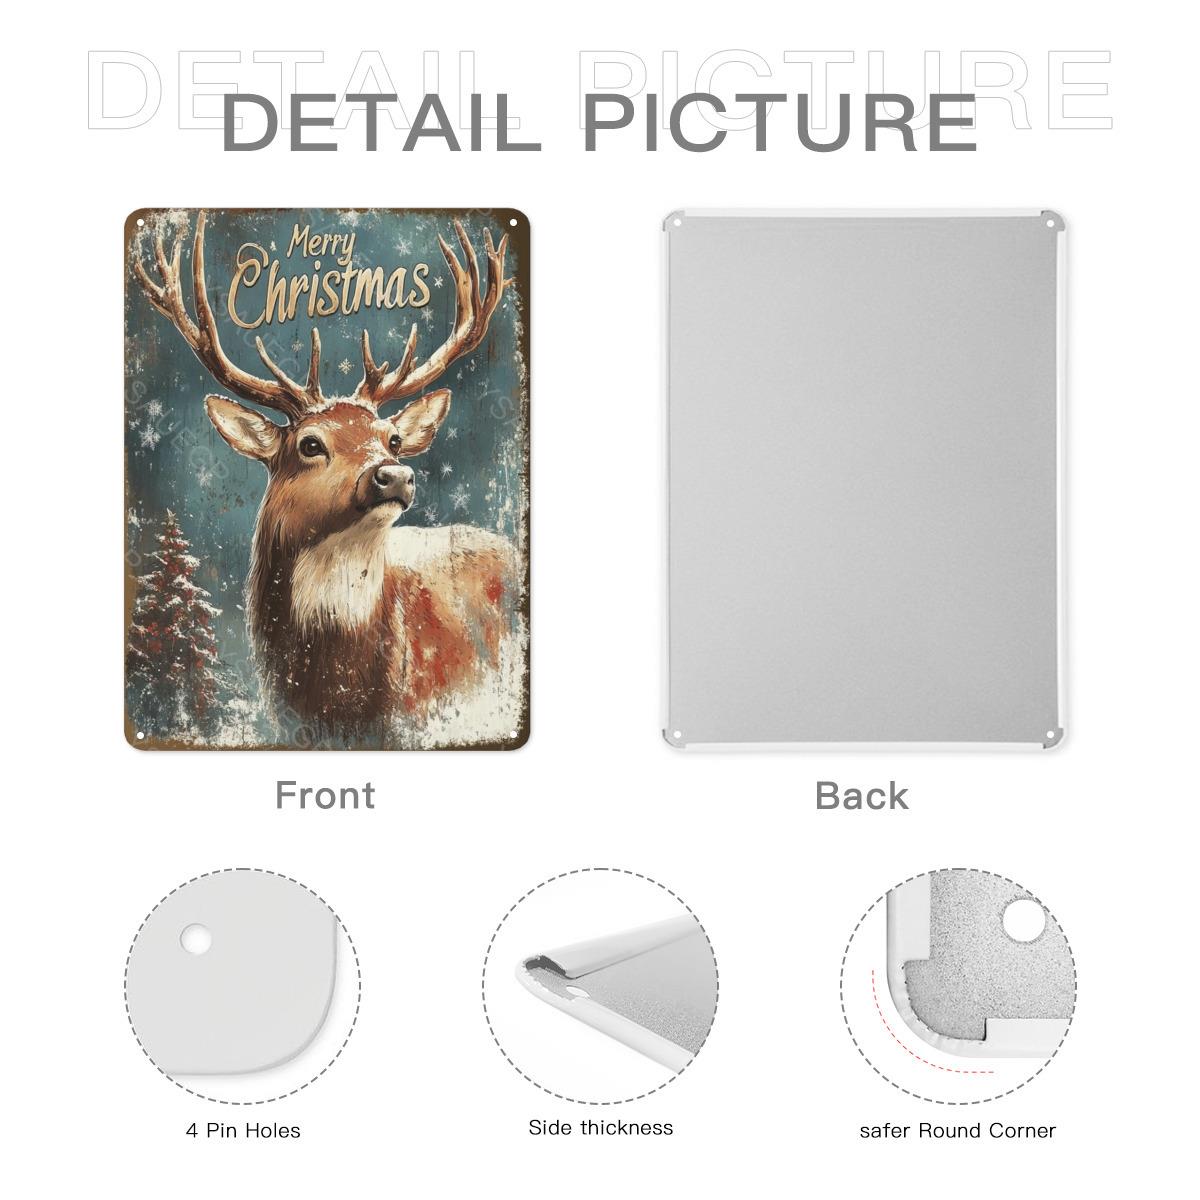 DETAIL PICTURE
DETAIL PICTURE
Merry
Christmas
Front
Back
4 Pin Holes
Side thickness
safer Round Corner